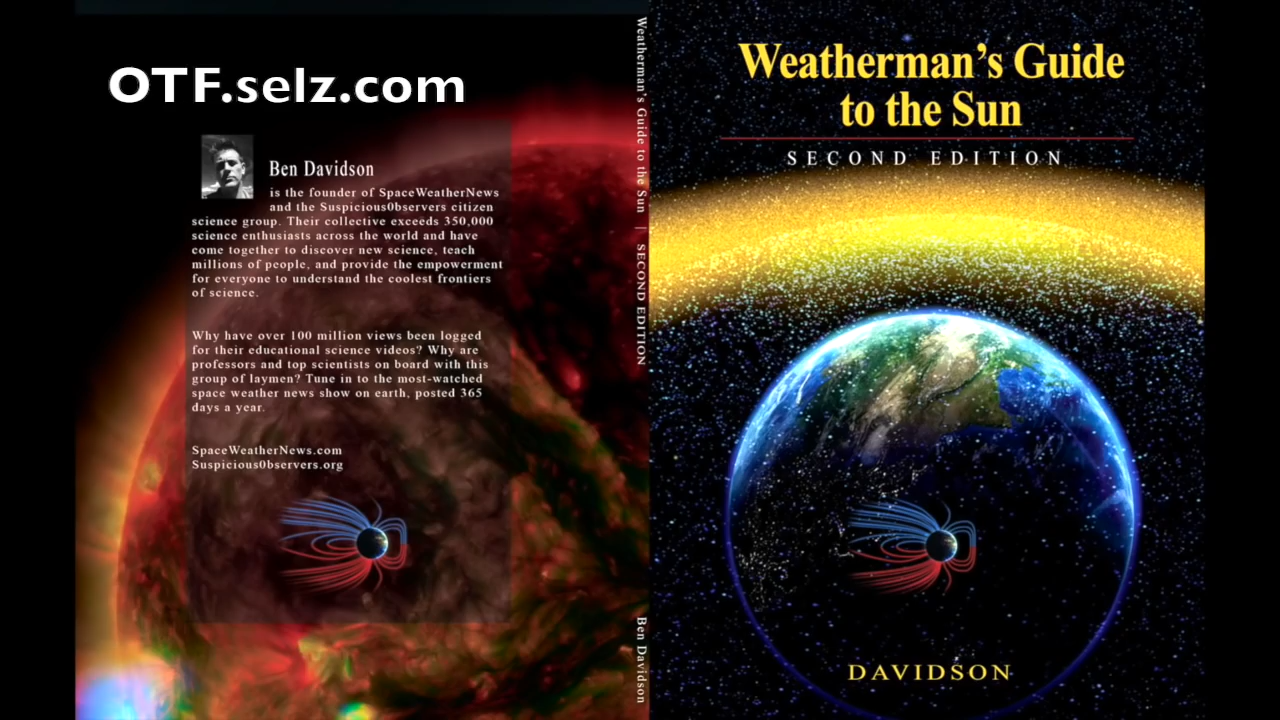 OTF.selz.com
Ben Davidson
is the founder of SpaceWeatherNews
and the Suspicious0bservers citizen
science group. Their collective exceeds 350,000
science enthusiasts across the world and have
come together to discover new science, teach
millions of people, and provide the empowerment
for everyone to understand the coolest frontiers
of science.
Why have over 100 million views been logged
for their educational science videos? Why are
professors and top scientists on board with this
group of laymen? Tune in to the most-watched
space weather news show on earth, posted 365
days a year.
SpaceWeatherNews.com
Suspicious0bservers.org
Weatherman's Guide to the Sun | SECOND EDITION
Ben Davidson
Weatherman's Guide
to the Sun
SECOND EDITION
DAVIDSON